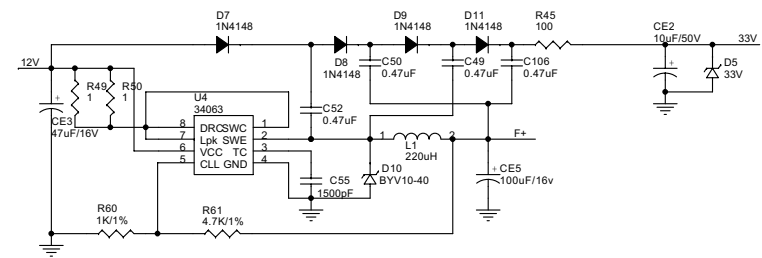 D7
1N4148
D9
1N4148
D11
1N4148
R45
100
CE2
10uF/50V
33V
12V
D8
1N4148
C50
0.47uF
C49
0.47uF
C106
0.47uF
D5
33V
R49
1
R50
1
U4
34063
CE3
47uF/16V
C52
0.47uF
8 DRC SWC 1
7 Lpk SWE 2
6 VCC TC 3
5 CLL GND 4
1 2
L1
220uH
F+
D10
BYV10-40
CE5
100uF/16v
C55
1500pF
R60
1K/1%
R61
4.7K/1%
+
+
+